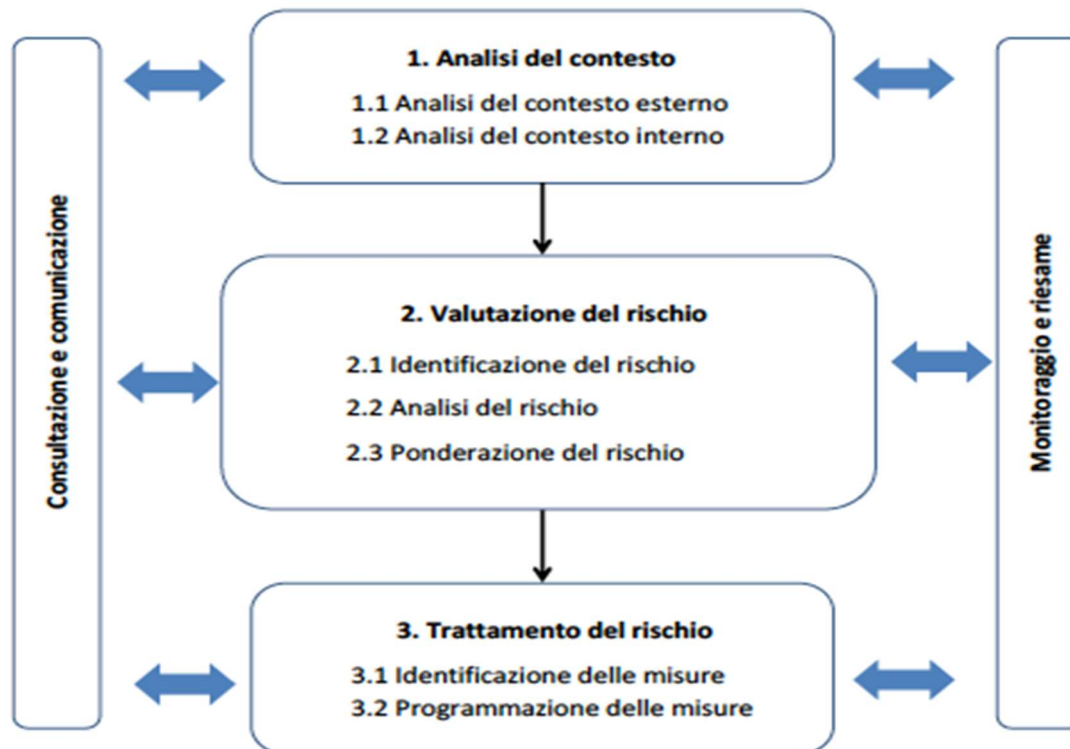 Consultazione e comunicazione
1. Analisi del contesto
1.1 Analisi del contesto esterno
1.2 Analisi del contesto interno
2. Valutazione del rischio
2.1 Identificazione del rischio
2.2 Analisi del rischio
2.3 Ponderazione del rischio
3. Trattamento del rischio
3.1 Identificazione delle misure
3.2 Programmazione delle misure
Monitoraggio e riesame